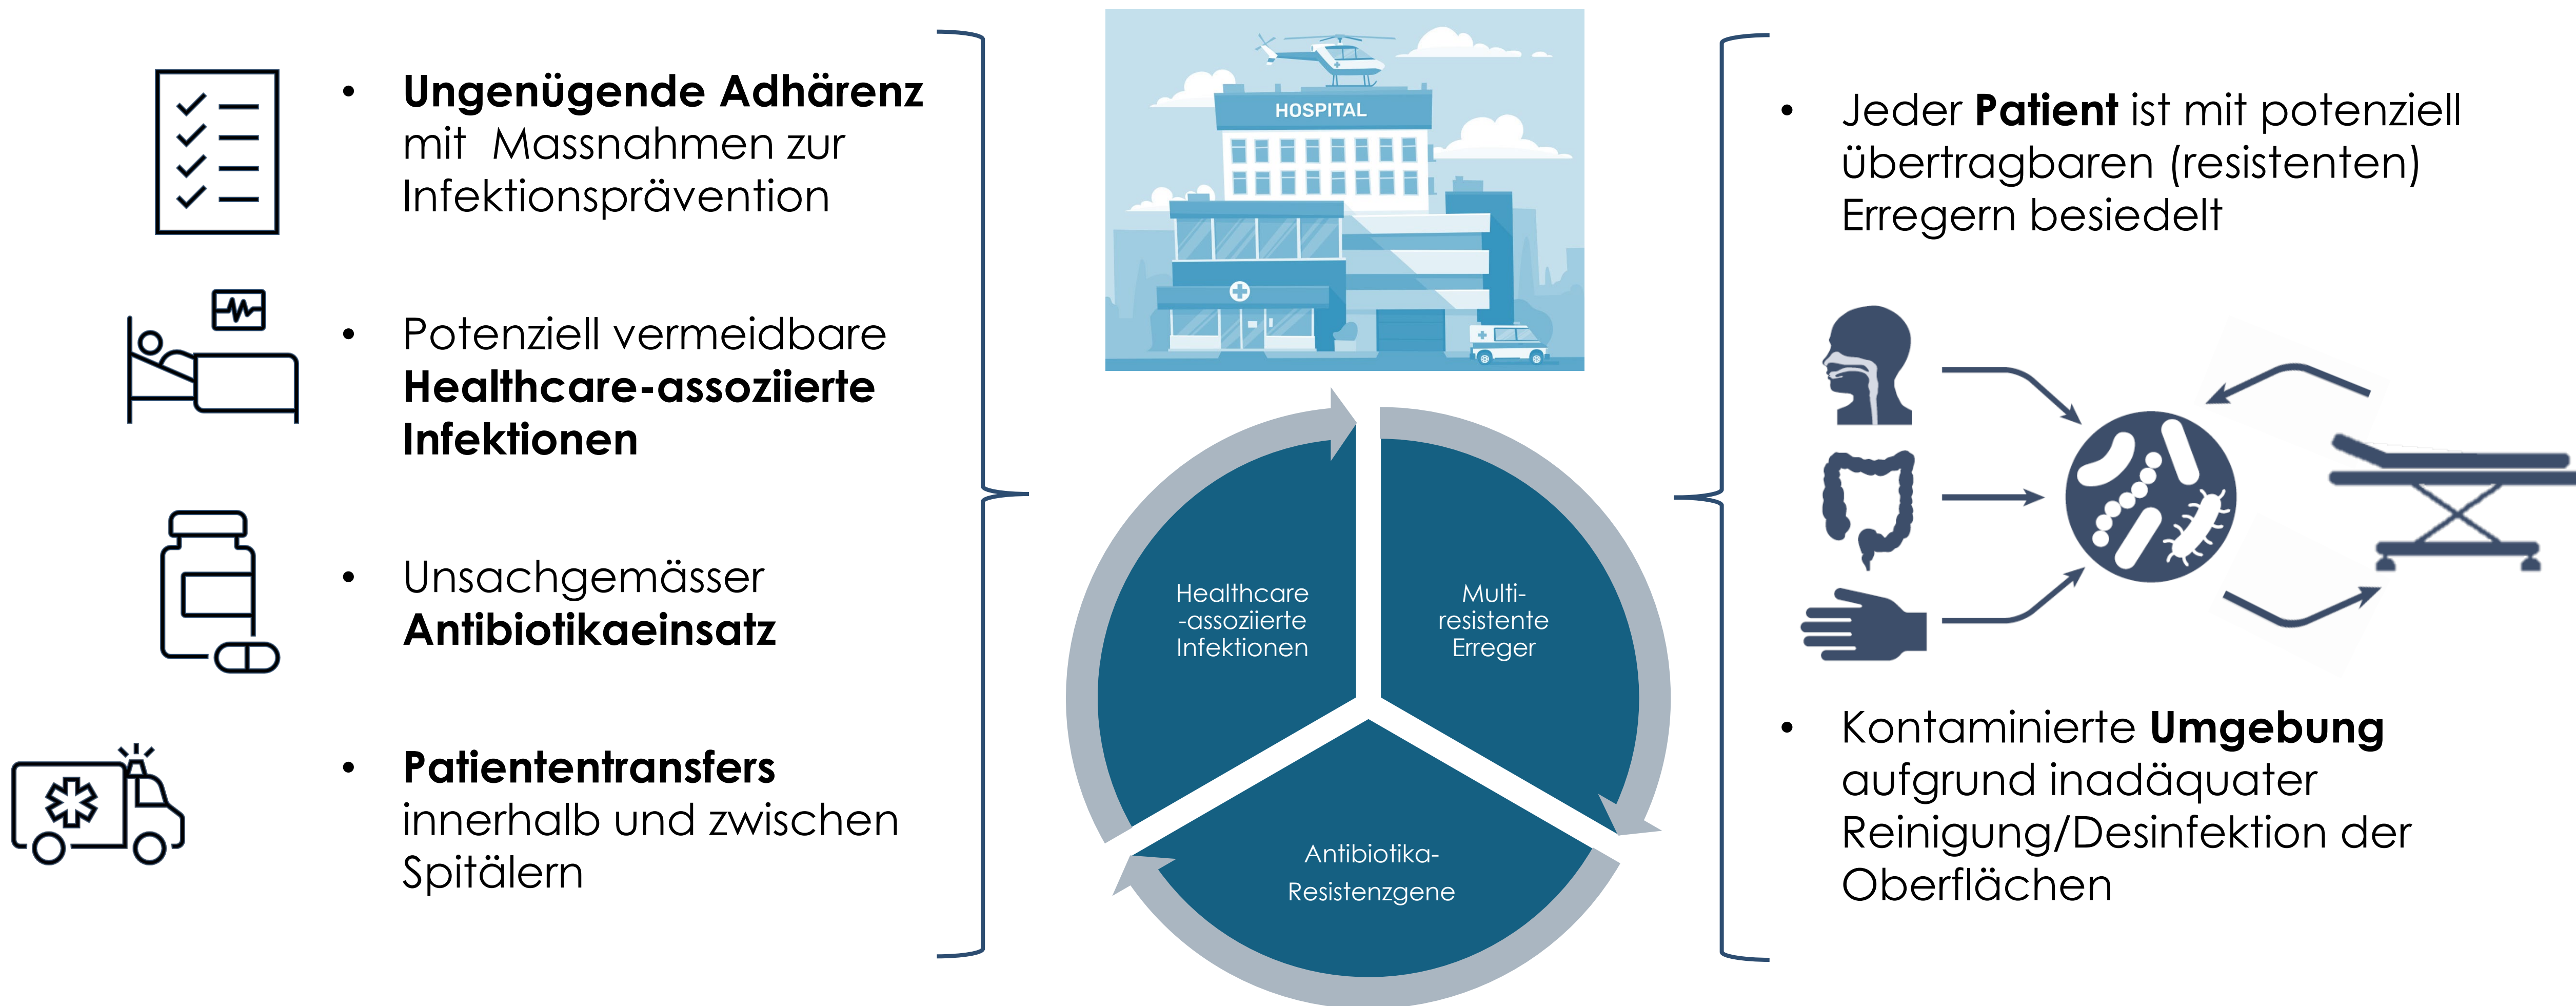 • Ungenügende Adhärenz
mit  Massnahmen zur
Infektionsprävention
• Potenziell vermeidbare
Healthcare-assoziierte
Infektionen
• Unsachgemässer
Antibiotikaeinsatz
• Patiententransfers
innerhalb und zwischen
Spitälern
HOSPITAL
Healthcare
-assoziierte
Infektionen
Multi-
resistente
Erreger
Antibiotika-
Resistenzgene
• Jeder Patient ist mit potenziell
übertragbaren (resistenten)
Erregern besiedelt
• Kontaminierte Umgebung
aufgrund inadäquater
Reinigung/Desinfektion der
Oberflächen